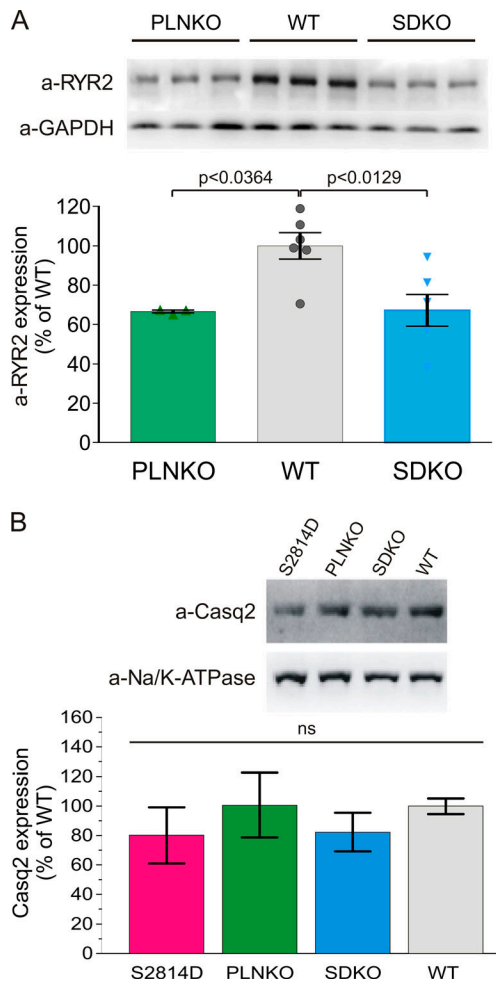 A
PLNKO WT SDKO
a-RYR2
a-GAPDH
p<0.0364 p<0.0129
a-RYR2 expression
(% of WT)
120
100
80
60
40
20
0
PLNKO WT SDKO
B
S2814D PLNKO SDKO WT
a-Casq2
a-Na/K-ATPase
ns
Casq2 expression
(% of WT)
160
140
120
100
80
60
40
20
0
S2814D PLNKO SDKO WT